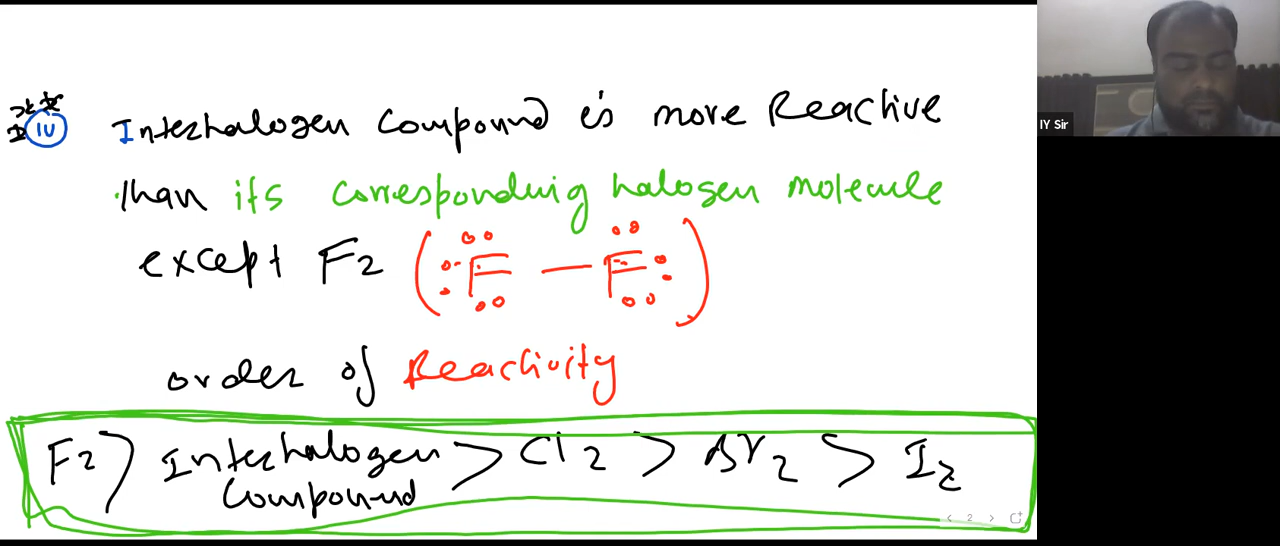 IV Interhalogen Compound is more Reactive
than its corresponding halogen molecule
except F2 (F — F)
order of Reactivity
F2 > Interhalogen Compound > Cl2 > Br2 > I2
IY Sir
< 2 >